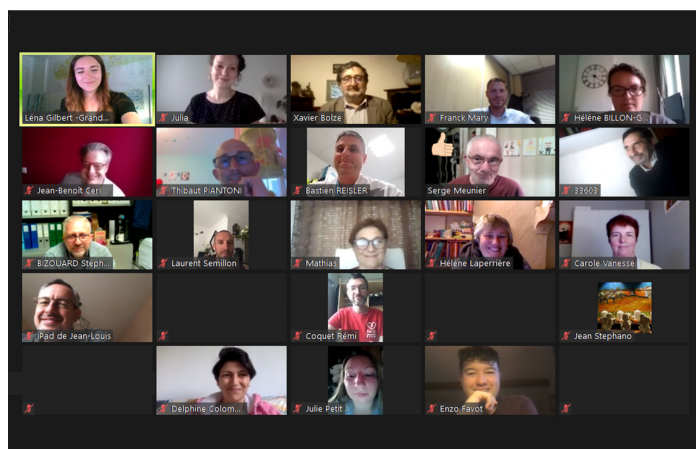 Léna Gilbert -Grand...
Julia
Xavier Bolze
Franck Mary
Hélène BILLON-G...
Jean-Benoît Ceri
Thibaut PIANTONI
Bastien REISLER
Serge Meunier
33603
BIZOUARD Stéph...
Laurent Semillon
Mathias
Hélène Laperrière
Carole Vanesse
iPad de Jean-Louis
Coquet Rémi
Jean Stephano
Delphine Colom...
Julie Petit
Enzo Favot